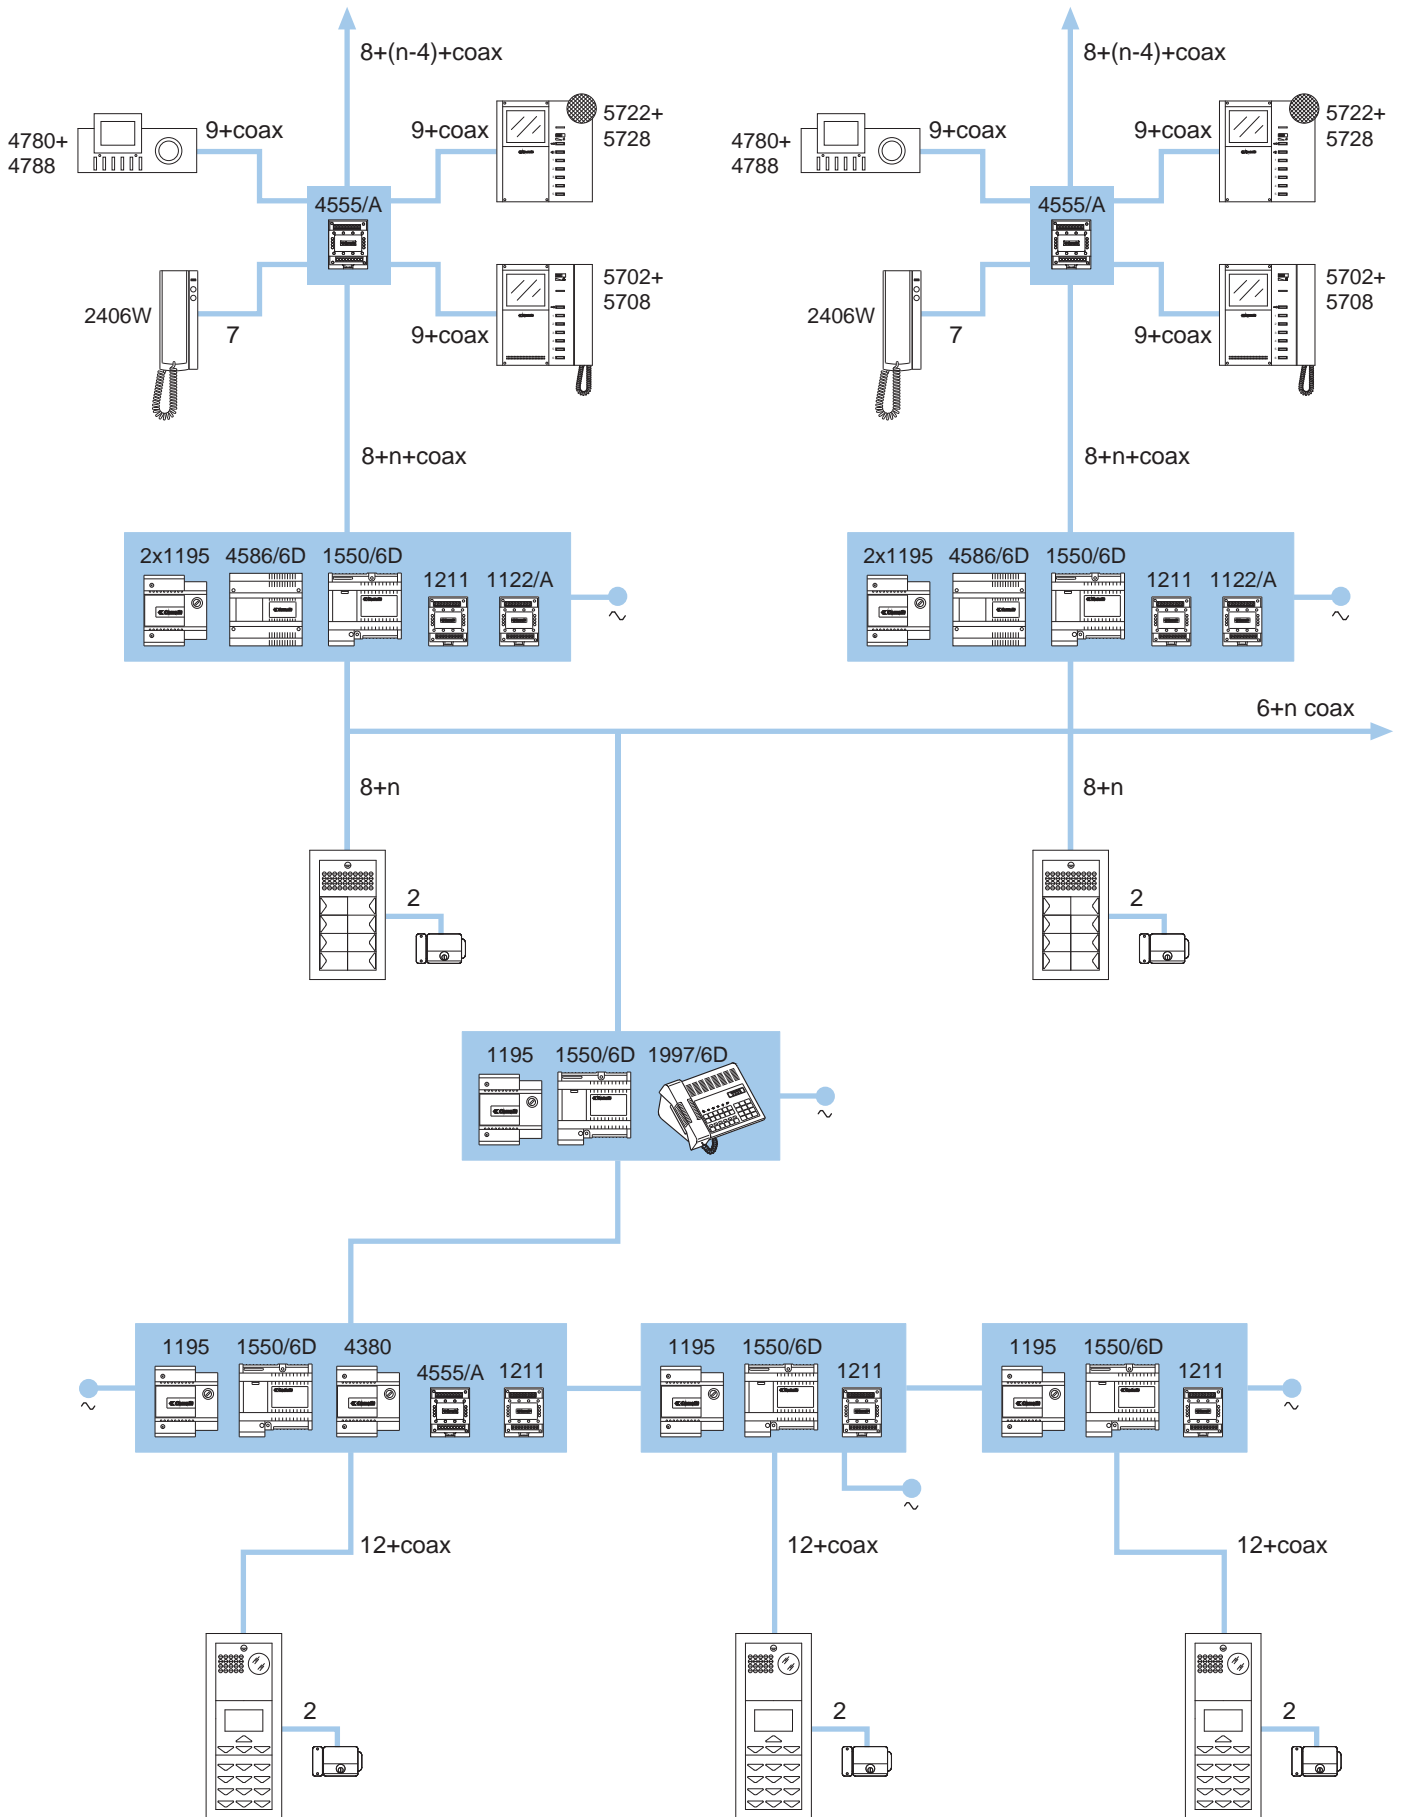 8+(n-4)+coax
8+(n-4)+coax
4780+
4788
9+coax
9+coax
5722+
5728
4780+
4788
9+coax
9+coax
5722+
5728
4555/A
4555/A
2406W
7
9+coax
5702+
5708
2406W
7
9+coax
5702+
5708
8+n+coax
8+n+coax
2x1195 4586/6D 1550/6D 1211 1122/A
~
2x1195 4586/6D 1550/6D 1211 1122/A
~
6+n coax
8+n
8+n
2
2
1195 1550/6D 1997/6D
~
1195 1550/6D 4380 4555/A 1211
~
1195 1550/6D 1211
~
1195 1550/6D 1211
~
12+coax
12+coax
12+coax
2
2
2